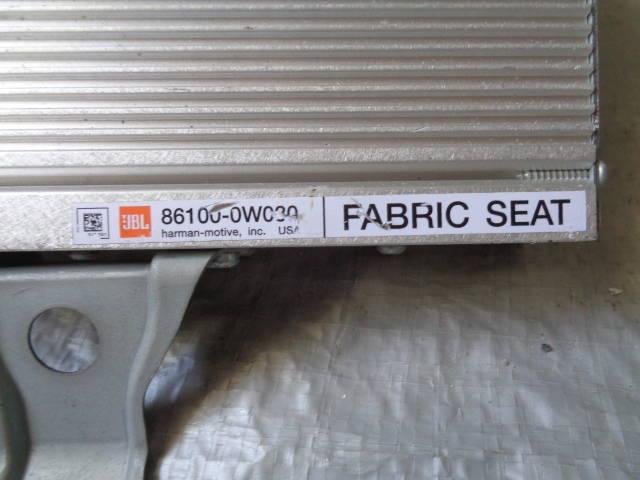 JBL 86100-0W030 FABRIC SEAT
harman-motive, inc. USA